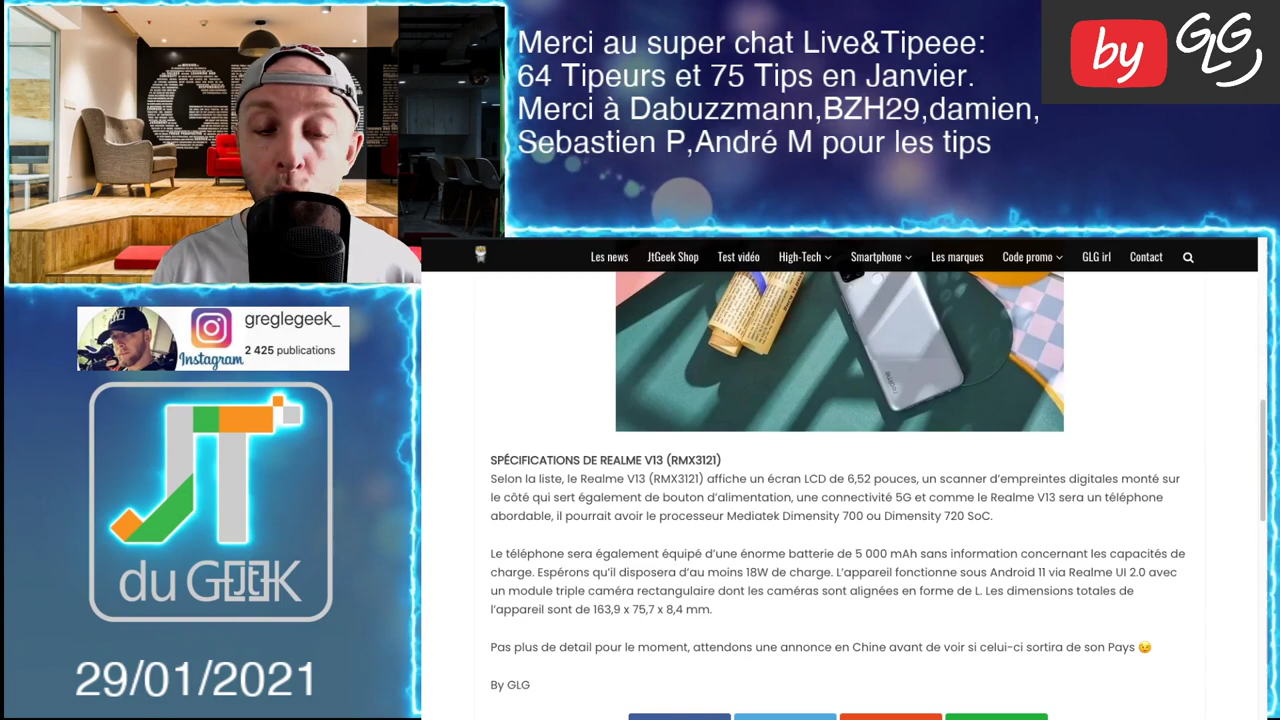 Merci au super chat Live&Tipeee:
64 Tipeurs et 75 Tips en Janvier.
Merci à Dabuzzmann,BZH29,damien,
Sebastien P,André M pour les tips
by GLG
Les news JtGeek Shop Test vidéo High-Tech Smartphone Les marques Code promo GLG irl Contact
greglegeek_
2 425 publications
Instagram
JT
du GEEK
29/01/2021
realme
SPÉCIFICATIONS DE REALME V13 (RMX3121)
Selon la liste, le Realme V13 (RMX3121) affiche un écran LCD de 6,52 pouces, un scanner d’empreintes digitales monté sur
le côté qui sert également de bouton d’alimentation, une connectivité 5G et comme le Realme V13 sera un téléphone
abordable, il pourrait avoir le processeur Mediatek Dimensity 700 ou Dimensity 720 SoC.
Le téléphone sera également équipé d’une énorme batterie de 5 000 mAh sans information concernant les capacités de
charge. Espérons qu’il disposera d’au moins 18W de charge. L’appareil fonctionne sous Android 11 via Realme UI 2.0 avec
un module triple caméra rectangulaire dont les caméras sont alignées en forme de L. Les dimensions totales de
l’appareil sont de 163,9 x 75,7 x 8,4 mm.
Pas plus de detail pour le moment, attendons une annonce en Chine avant de voir si celui-ci sortira de son Pays 😉
By GLG